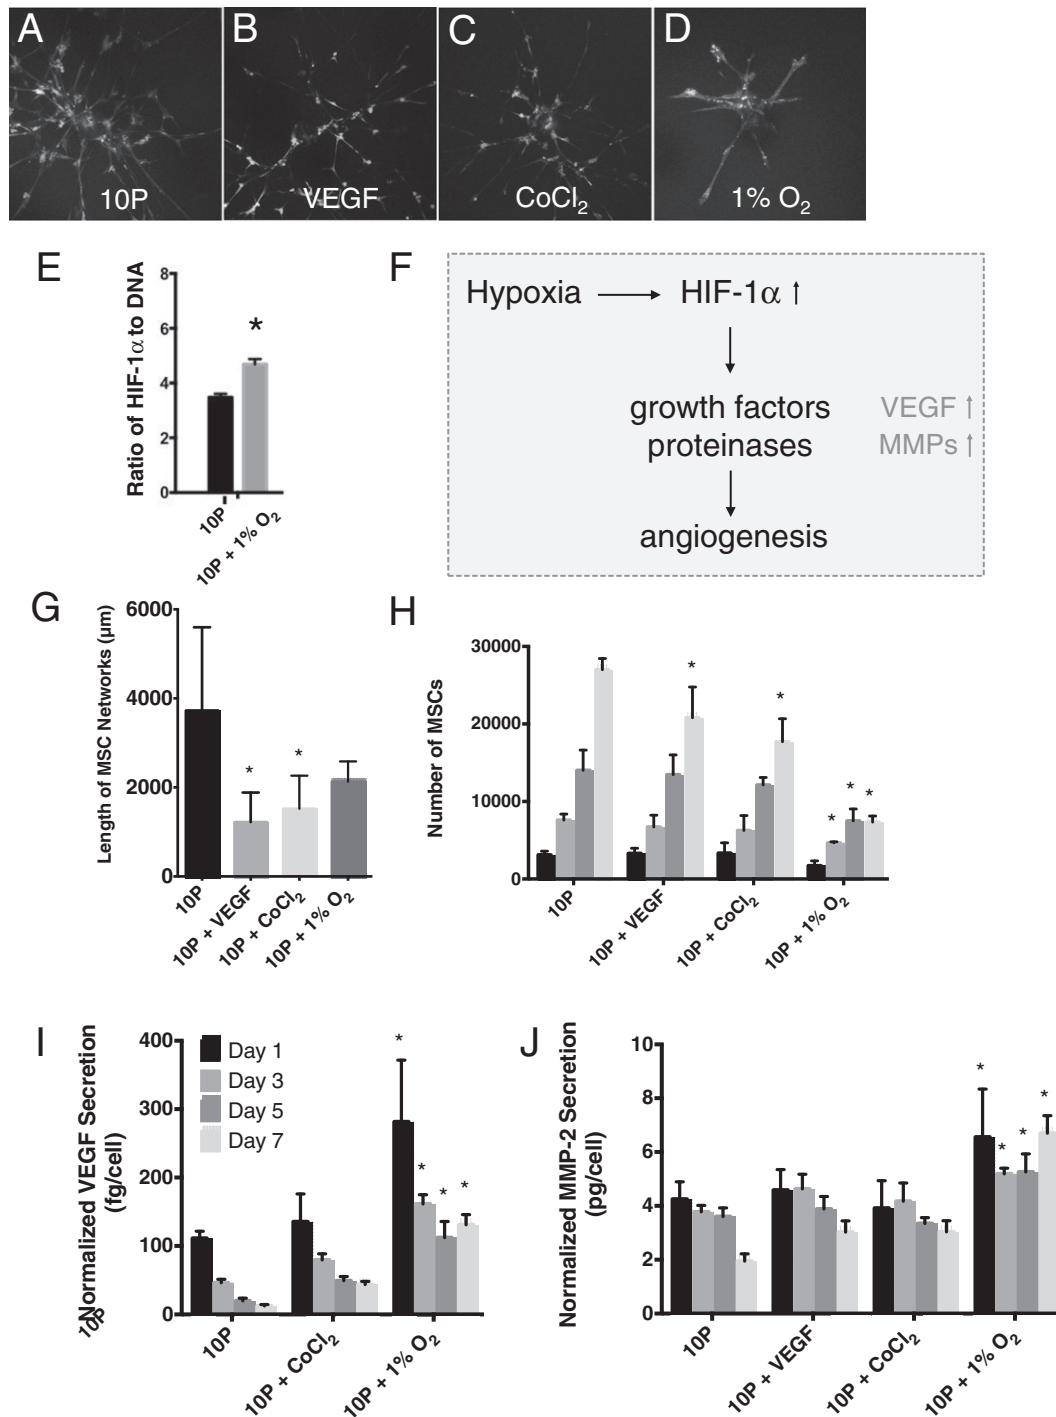 A
B
C
D
10P
VEGF
CoCl₂
1% O₂
E
Ratio of HIF-1α to DNA
8
6
4
2
0
*
10P
10P + 1% O₂
F
Hypoxia → HIF-1α ↑
growth factors VEGF ↑
proteinases MMPs ↑
angiogenesis
G
Length of MSC Networks (μm)
6000
4000
2000
0
*
*
10P
10P + VEGF
10P + CoCl₂
10P + 1% O₂
H
Number of MSCs
30000
20000
10000
0
*
*
*
*
*
10P
10P + VEGF
10P + CoCl₂
10P + 1% O₂
I
Normalized VEGF Secretion
(fg/cell)
10P
400
300
200
100
0
Day 1
Day 3
Day 5
Day 7
*
*
*
*
10P
10P + CoCl₂
10P + 1% O₂
J
Normalized MMP-2 Secretion
(pg/cell)
10
8
6
4
2
0
*
*
*
*
10P
10P + VEGF
10P + CoCl₂
10P + 1% O₂